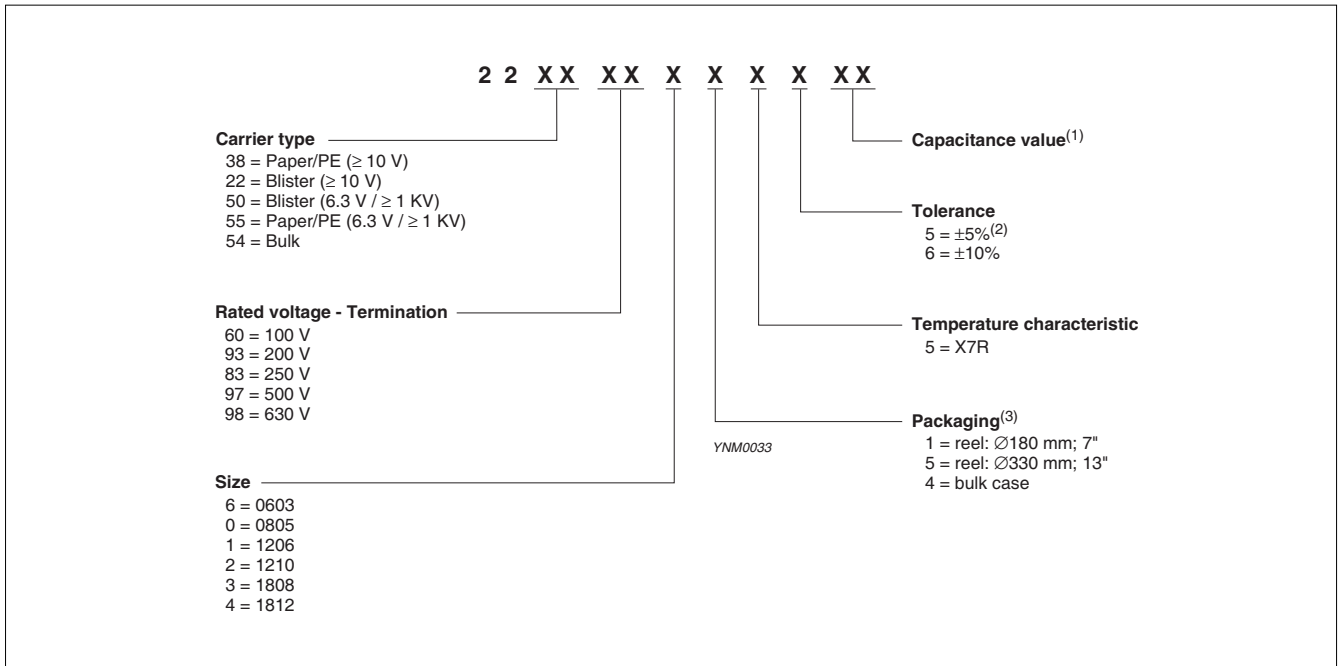 2 2 X X X X X X X X X X
Carrier type
38 = Paper/PE (≥ 10 V)
22 = Blister (≥ 10 V)
50 = Blister (6.3 V / ≥ 1 KV)
55 = Paper/PE (6.3 V / ≥ 1 KV)
54 = Bulk
Rated voltage - Termination
60 = 100 V
93 = 200 V
83 = 250 V
97 = 500 V
98 = 630 V
Size
6 = 0603
0 = 0805
1 = 1206
2 = 1210
3 = 1808
4 = 1812
Capacitance value(1)
Tolerance
5 = ±5%(2)
6 = ±10%
Temperature characteristic
5 = X7R
Packaging(3)
1 = reel: ∅180 mm; 7"
5 = reel: ∅330 mm; 13"
4 = bulk case
YNM0033